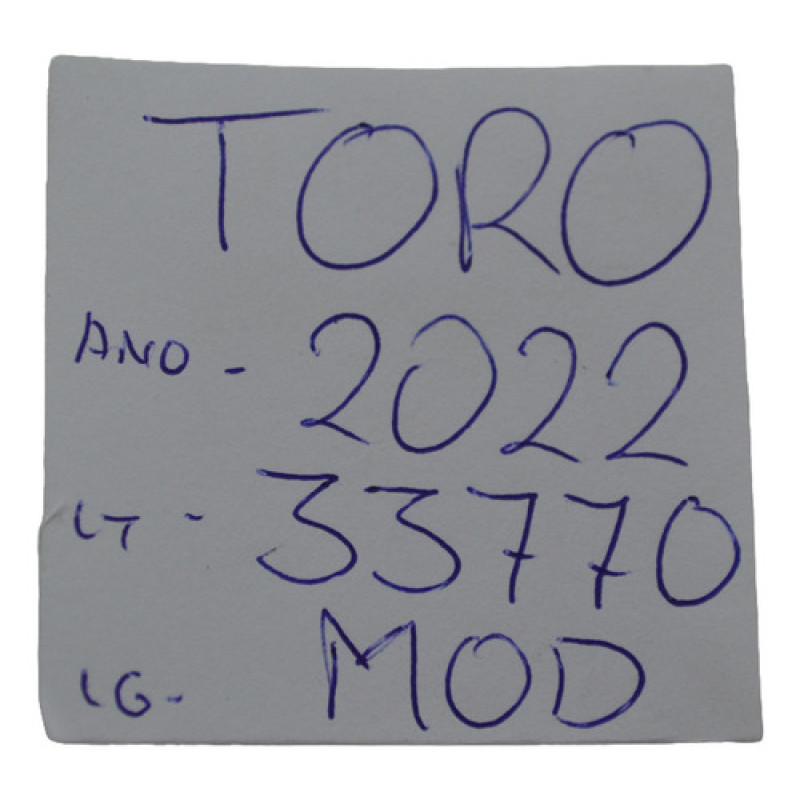 TORO
ANO - 2022
LT - 33770
LG - MOD